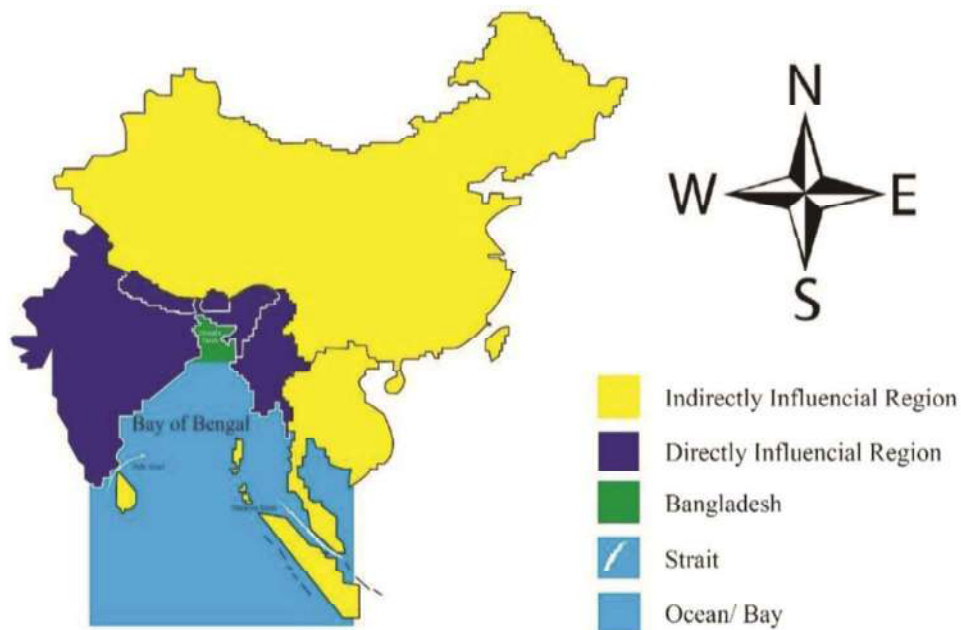 N
W E
S
Bay of Bengal
Indirectly Influencial Region
Directly Influencial Region
Bangladesh
Strait
Ocean/ Bay